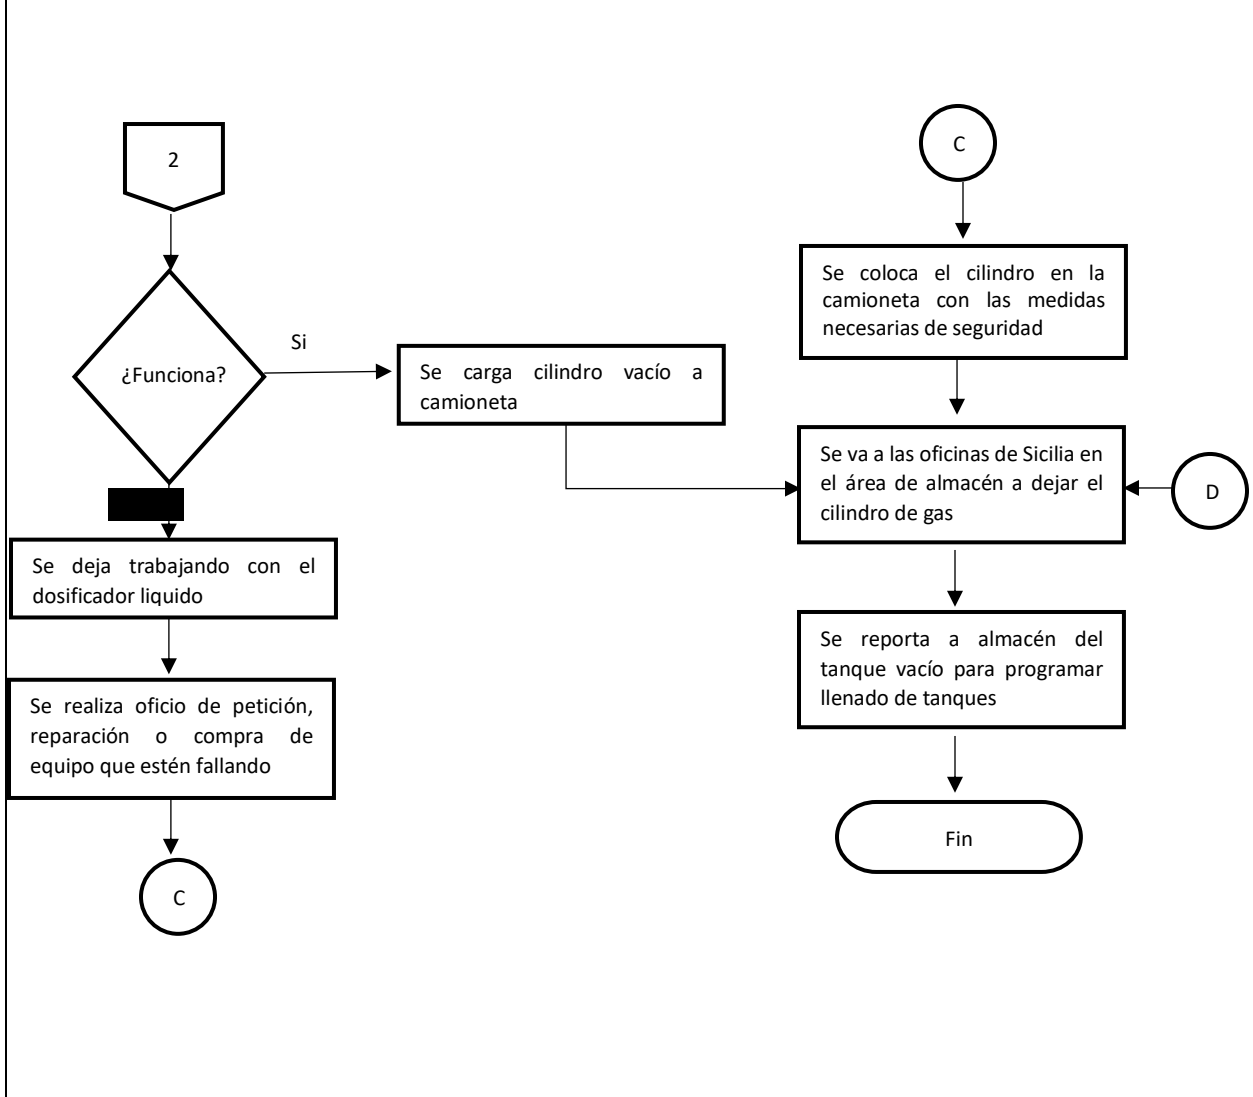 2
¿Funciona?
Si
Se carga cilindro vacío a
camioneta
Se deja trabajando con el
dosificador liquido
Se realiza oficio de petición,
reparación o compra de
equipo que estén fallando
C
C
Se coloca el cilindro en la
camioneta con las medidas
necesarias de seguridad
Se va a las oficinas de Sicilia en
el área de almacén a dejar el
cilindro de gas
D
Se reporta a almacén del
tanque vacío para programar
llenado de tanques
Fin